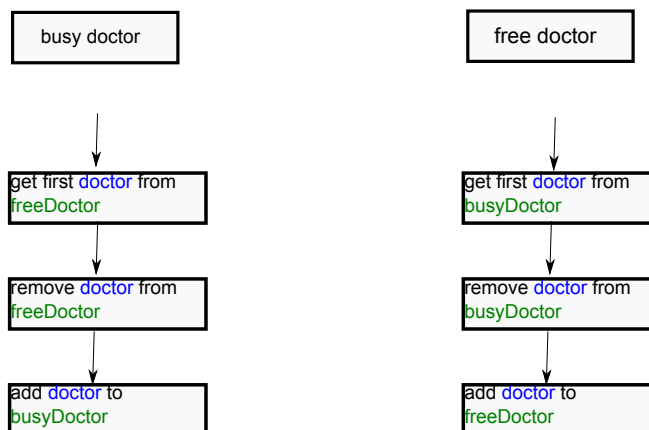 busy doctor
get first doctor from
freeDoctor
remove doctor from
freeDoctor
add doctor to
busyDoctor
free doctor
get first doctor from
busyDoctor
remove doctor from
busyDoctor
add doctor to
freeDoctor